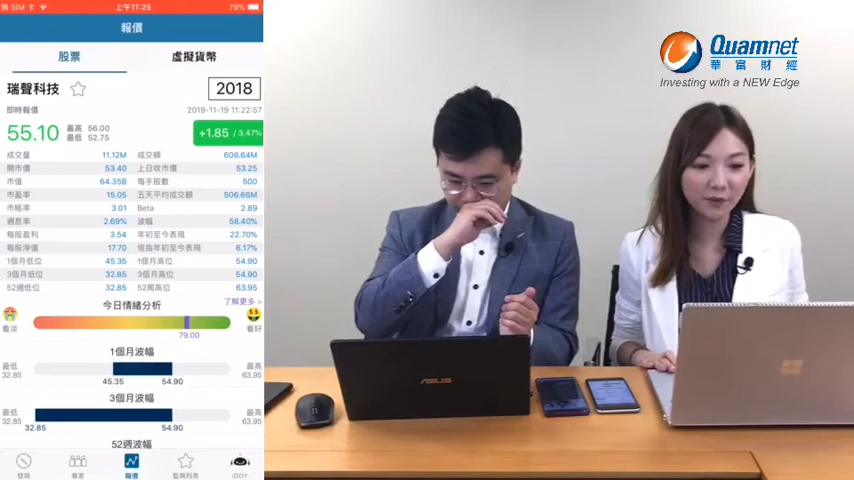 無 SIM 卡
上午11:25
79%
報價
股票
虛擬貨幣
瑞聲科技
2018
即時報價
2019-11-19 11:22:57
55.10
最高 56.00
最低 52.75
+1.85 / 3.47%
成交量 11.12M 成交額 608.64M
開市價 53.40 上日收市價 53.25
市值 64.35B 每手股數 500
市盈率 15.05 五天平均成交額 506.66M
市賬率 3.01 Beta 2.89
週息率 2.69% 波幅 58.40%
每股盈利 3.54 年初至今表現 22.70%
每股淨值 17.70 恆指年初至今表現 6.17%
1個月低位 45.35 1個月高位 54.90
3個月低位 32.85 3個月高位 54.90
52週低位 32.85 52周高位 63.95
今日情緒分析
了解更多 >
看淡
看好
79.00
1個月波幅
最低
32.85
最高
63.95
45.35
54.90
3個月波幅
最低
32.85
最高
63.95
32.85
54.90
52週波幅
專家
報價
監視列表
iDDY
Quamnet
華富財經
Investing with a NEW Edge
ASUS